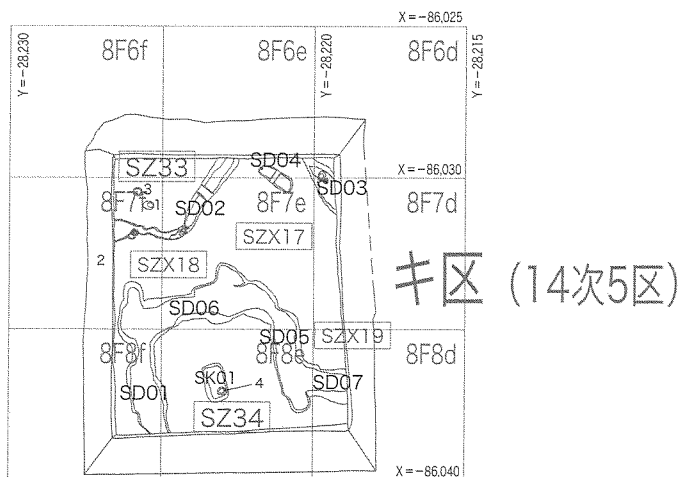 X=-86,025
Y=-28,230
8F6f
8F6e
Y=-28,220
8F6d
Y=-28,215
SZ33
SD04
X=-86,030
SD03
3
8F7f
1
SD02
8F7e
8F7d
2
SZX18
SZX17
キ区 (14次5区)
SD06
SD05
SZX19
8F8f
8F8e
8F8d
SD01
SK01
4
SD07
SZ34
X=-86,040